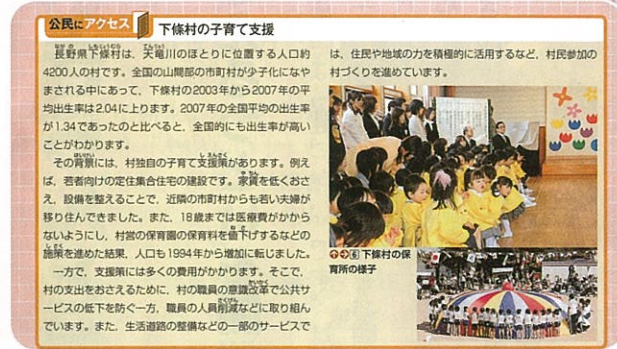 公民にアクセス
下條村の子育て支援
長野県下條村は，天竜川のほとりに位置する人口約
4200人の村です。全国の山間部の市町村が少子化になや
まされる中にあって，下條村の2003年から2007年の平
均出生率は2.04に上ります。2007年の全国平均の出生率
が1.34であったのと比べると，全国的にも出生率が高い
ことがわかります。
その背景には，村独自の子育て支援策があります。例え
ば，若者向けの定住集合住宅の建設です。家賃を低くおさ
え，設備を整えることで，近隣の市町村からも若い夫婦が
移り住んできました。また，18歳までは医療費がかから
ないようにし，村営の保育園の保育料を値下げするなどの
施策を進めた結果，人口も1994年から増加に転じました。
一方で，支援策には多くの費用がかかります。そこで，
村の支出をおさえるために，村の職員の意識改革で公共サ
ービスの低下を防ぐ一方，職員の人員削減などに取り組ん
でいます。また，生活道路の整備などの一部のサービスで
は，住民や地域の力を積極的に活用するなど，村民参加の
村づくりを進めています。
6 下條村の保
育所の様子